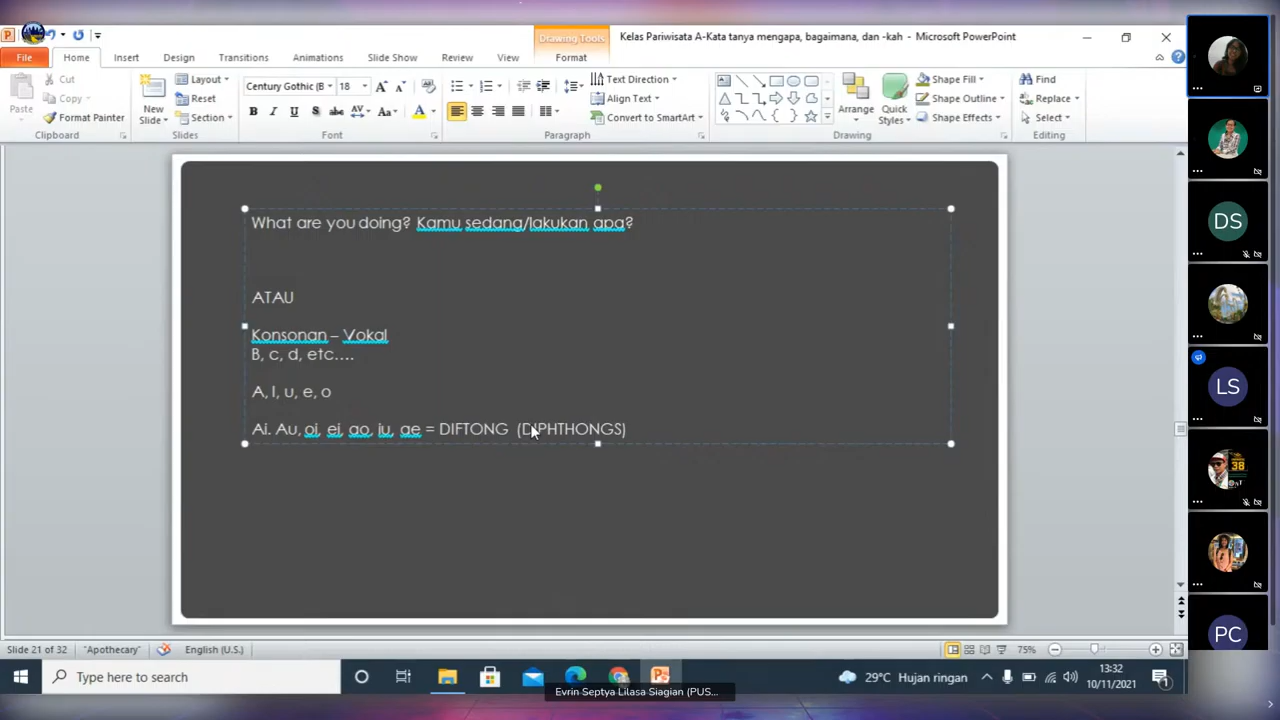 Drawing Tools
Kelas Pariwisata A-Kata tanya mengapa, bagaimana, dan -kah - Microsoft PowerPoint
File Home Insert Design Transitions Animations Slide Show Review View Format
Paste
Cut
Copy
Format Painter
Clipboard
New Slide
Layout
Reset
Section
Slides
Century Gothic (B 18
B I U S abc AV Aa A
Font
Text Direction
Align Text
Convert to SmartArt
Paragraph
Arrange
Quick Styles
Shape Fill
Shape Outline
Shape Effects
Drawing
Find
Replace
Select
Editing
What are you doing? Kamu sedang/lakukan apa?
ATAU
Konsonan – Vokal
B, c, d, etc….
A, I, u, e, o
Ai. Au, oi, ei, ao, iu, ae = DIFTONG (DIPHTHONGS)
DS
LS
38
PC
Slide 21 of 32 "Apothecary" English (U.S.) 75%
Type here to search
29°C Hujan ringan
13:32
10/11/2021
1
Evrin Septya Lilasa Siagian (PUS...